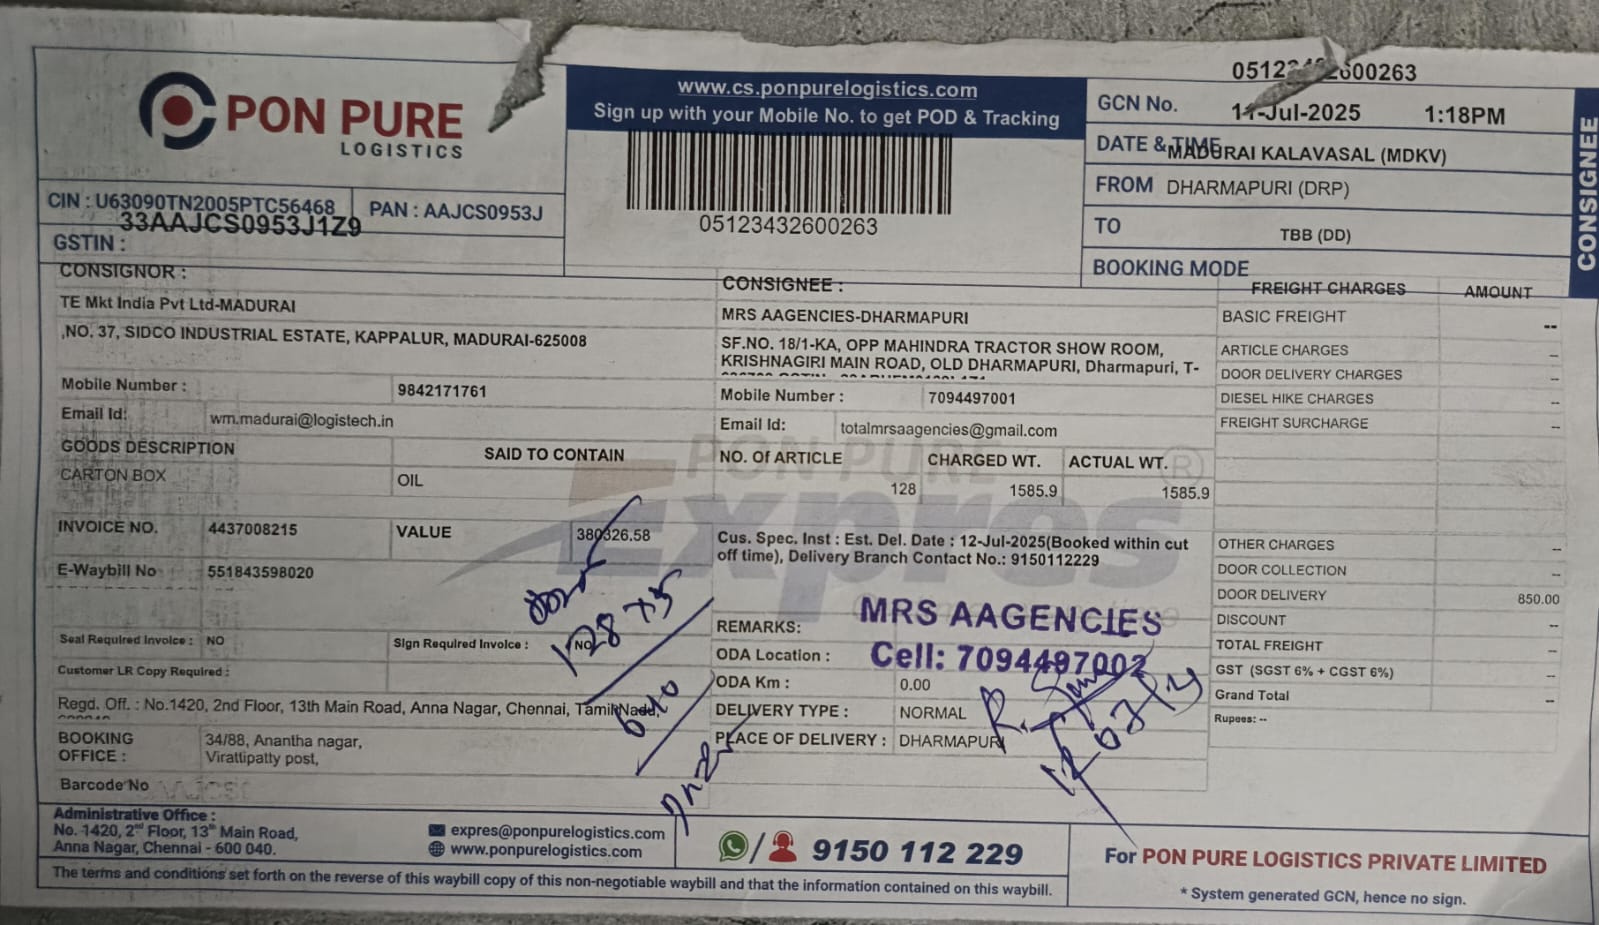 PON PURE
LOGISTICS
CIN : U63090TN2005PTC56468
PAN : AAJCS0953J
33AAJCS0953J1Z9
GSTIN :
www.cs.ponpurelogistics.com
Sign up with your Mobile No. to get POD & Tracking
05123432600263
GCN No.
11-Jul-2025 1:18PM
DATE & TIME
MADURAI KALAVASAL (MDKV)
FROM DHARMAPURI (DRP)
TO TBB (DD)
BOOKING MODE
CONSIGNEE
CONSIGNOR :
TE Mkt India Pvt Ltd-MADURAI
,NO. 37, SIDCO INDUSTRIAL ESTATE, KAPPALUR, MADURAI-625008
Mobile Number : 9842171761
Email Id: wm.madurai@logistech.in
CONSIGNEE :
MRS AAGENCIES-DHARMAPURI
SF.NO. 18/1-KA, OPP MAHINDRA TRACTOR SHOW ROOM,
KRISHNAGIRI MAIN ROAD, OLD DHARMAPURI, Dharmapuri, T-
Mobile Number : 7094497001
Email Id: totalmrsaagencies@gmail.com
FREIGHT CHARGES AMOUNT
BASIC FREIGHT --
ARTICLE CHARGES --
DOOR DELIVERY CHARGES --
DIESEL HIKE CHARGES --
FREIGHT SURCHARGE --
GOODS DESCRIPTION SAID TO CONTAIN
CARTON BOX OIL
NO. Of ARTICLE CHARGED WT. ACTUAL WT.
128 1585.9 1585.9
PON PURE
Expres
INVOICE NO. 4437008215 VALUE 380326.58
E-Waybill No 551843598020
Cus. Spec. Inst : Est. Del. Date : 12-Jul-2025(Booked within cut
off time), Delivery Branch Contact No.: 9150112229
OTHER CHARGES --
DOOR COLLECTION --
DOOR DELIVERY 850.00
DISCOUNT --
TOTAL FREIGHT --
GST (SGST 6% + CGST 6%) --
Grand Total --
Rupees: --
Seal Required Invoice : NO Sign Required Invoice : NO
Customer LR Copy Required :
128 x 5
640
REMARKS:
MRS AAGENCIES
Cell: 7094497002
ODA Location :
ODA Km : 0.00
DELIVERY TYPE : NORMAL
PLACE OF DELIVERY : DHARMAPURI
Regd. Off. : No.1420, 2nd Floor, 13th Main Road, Anna Nagar, Chennai, Tamil Nadu,
BOOKING
OFFICE :
34/88, Anantha nagar,
Virattipatty post,
Barcode No
Administrative Office :
No. 1420, 2nd Floor, 13th Main Road,
Anna Nagar, Chennai - 600 040.
expres@ponpurelogistics.com
www.ponpurelogistics.com
/ 9150 112 229
For PON PURE LOGISTICS PRIVATE LIMITED
* System generated GCN, hence no sign.
The terms and conditions set forth on the reverse of this waybill copy of this non-negotiable waybill and that the information contained on this waybill.